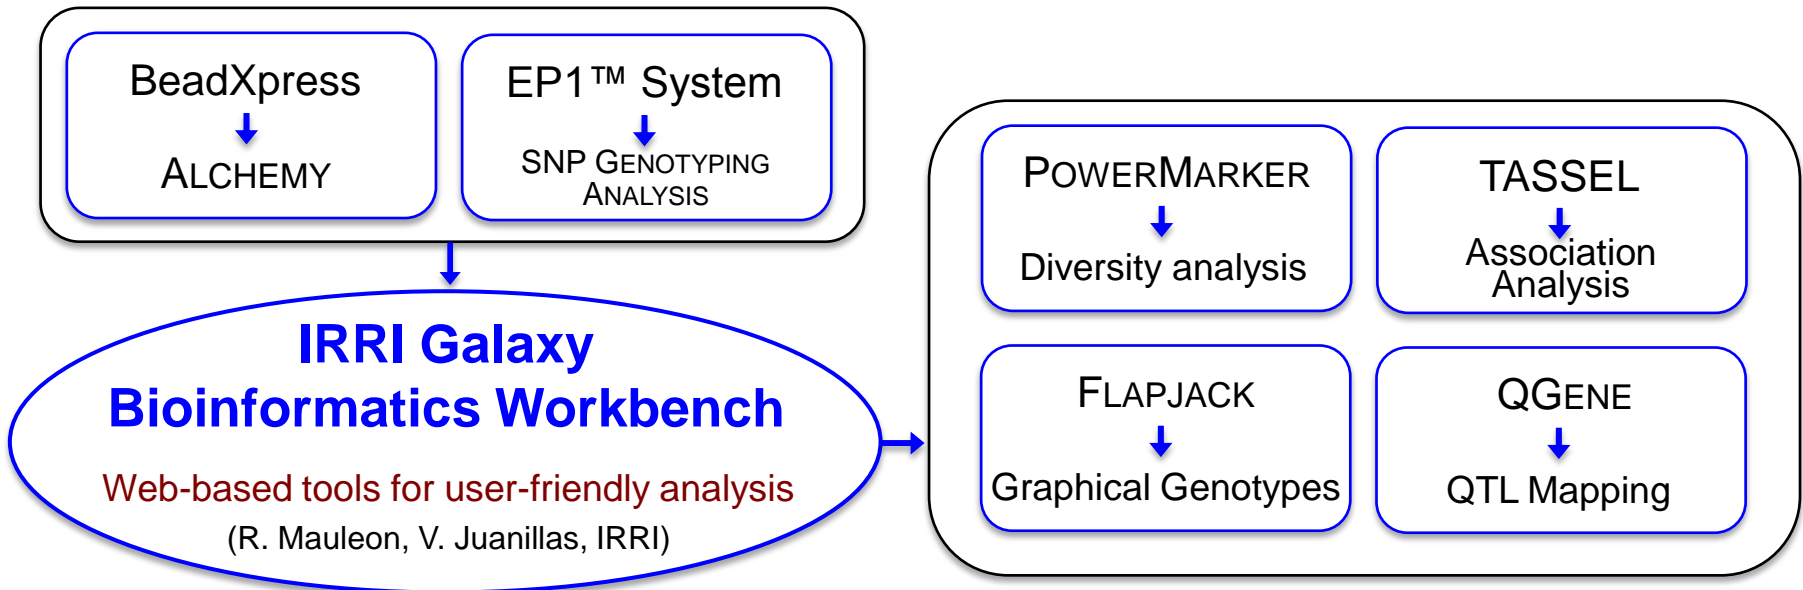 BeadXpress
ALCHEMY
EP1™ System
SNP GENOTYPING
ANALYSIS
IRRI Galaxy
Bioinformatics Workbench
Web-based tools for user-friendly analysis
(R. Mauleon, V. Juanillas, IRRI)
POWERMARKER
Diversity analysis
TASSEL
Association
Analysis
FLAPJACK
Graphical Genotypes
QGENE
QTL Mapping